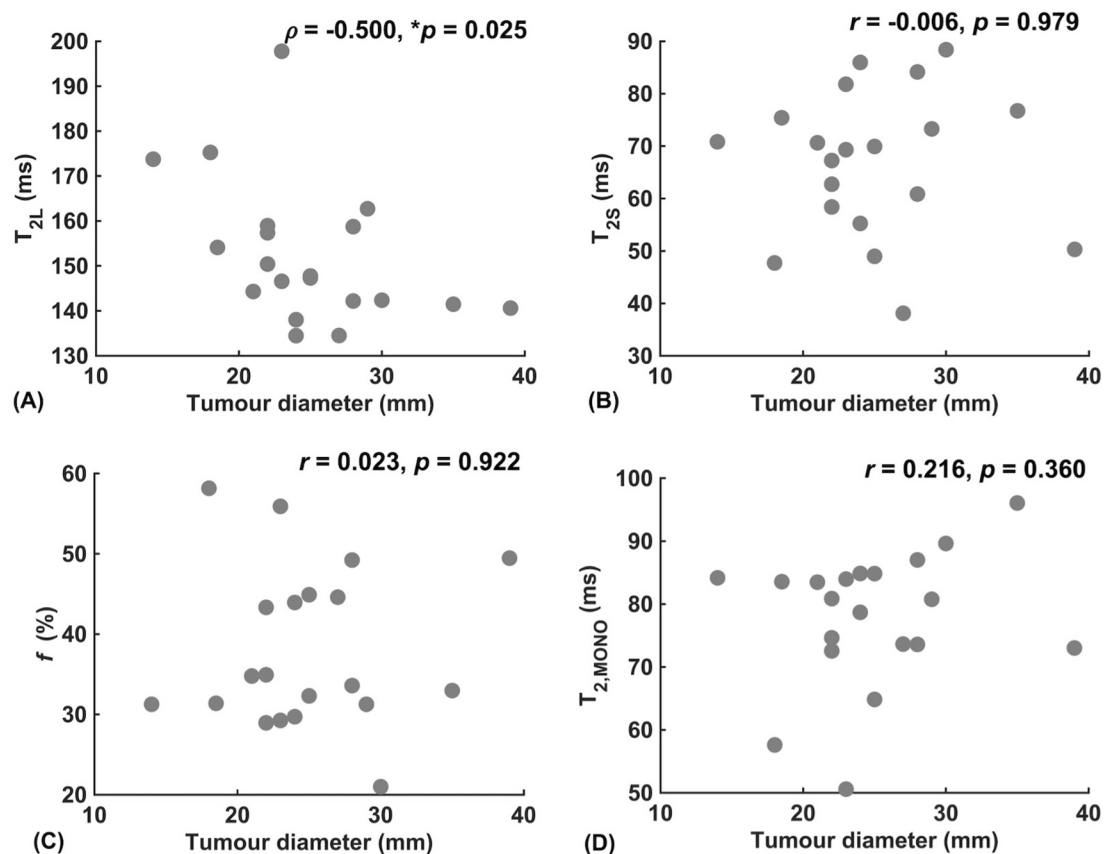 ρ = -0.500, *p = 0.025
200
190
180
170
160
150
140
130
T2L (ms)
10 20 30 40
(A) Tumour diameter (mm)
r = -0.006, p = 0.979
90
80
70
60
50
40
30
T2S (ms)
10 20 30 40
(B) Tumour diameter (mm)
r = 0.023, p = 0.922
60
50
40
30
20
f (%)
10 20 30 40
(C) Tumour diameter (mm)
r = 0.216, p = 0.360
100
90
80
70
60
50
T2,MONO (ms)
10 20 30 40
(D) Tumour diameter (mm)